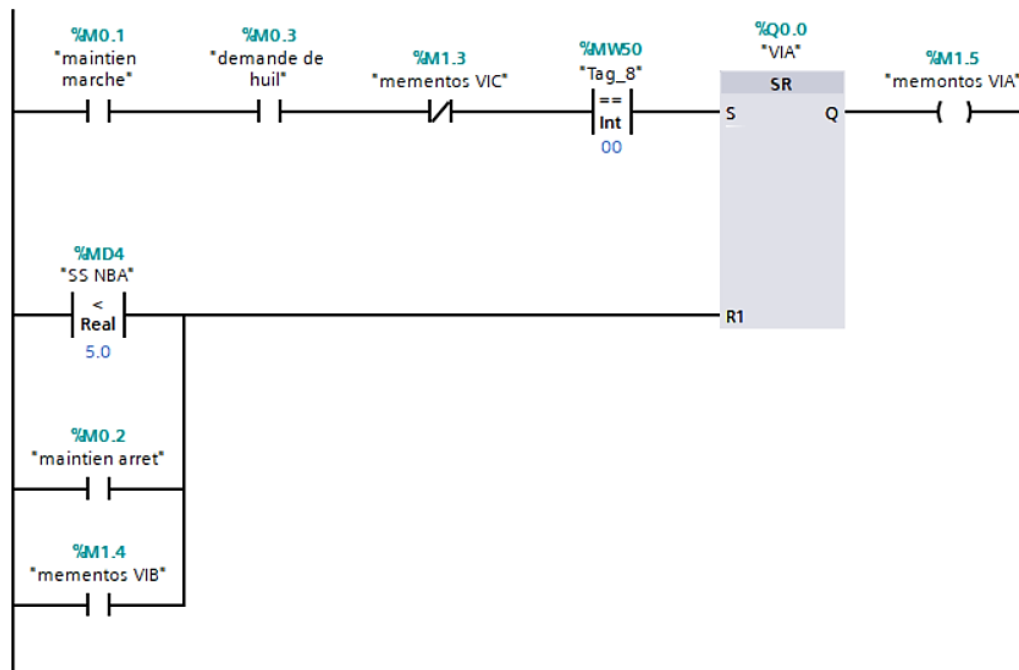 %M0.1
"maintien
marche"
%M0.3
"demande de
huil"
%M1.3
"mementos VIC"
%MW50
"Tag_8"
==
Int
00
%Q0.0
"VIA"
SR
S
Q
R1
%M1.5
"memontos VIA"
%MD4
"SS NBA"
<
Real
5.0
%M0.2
"maintien arret"
%M1.4
"mementos VIB"